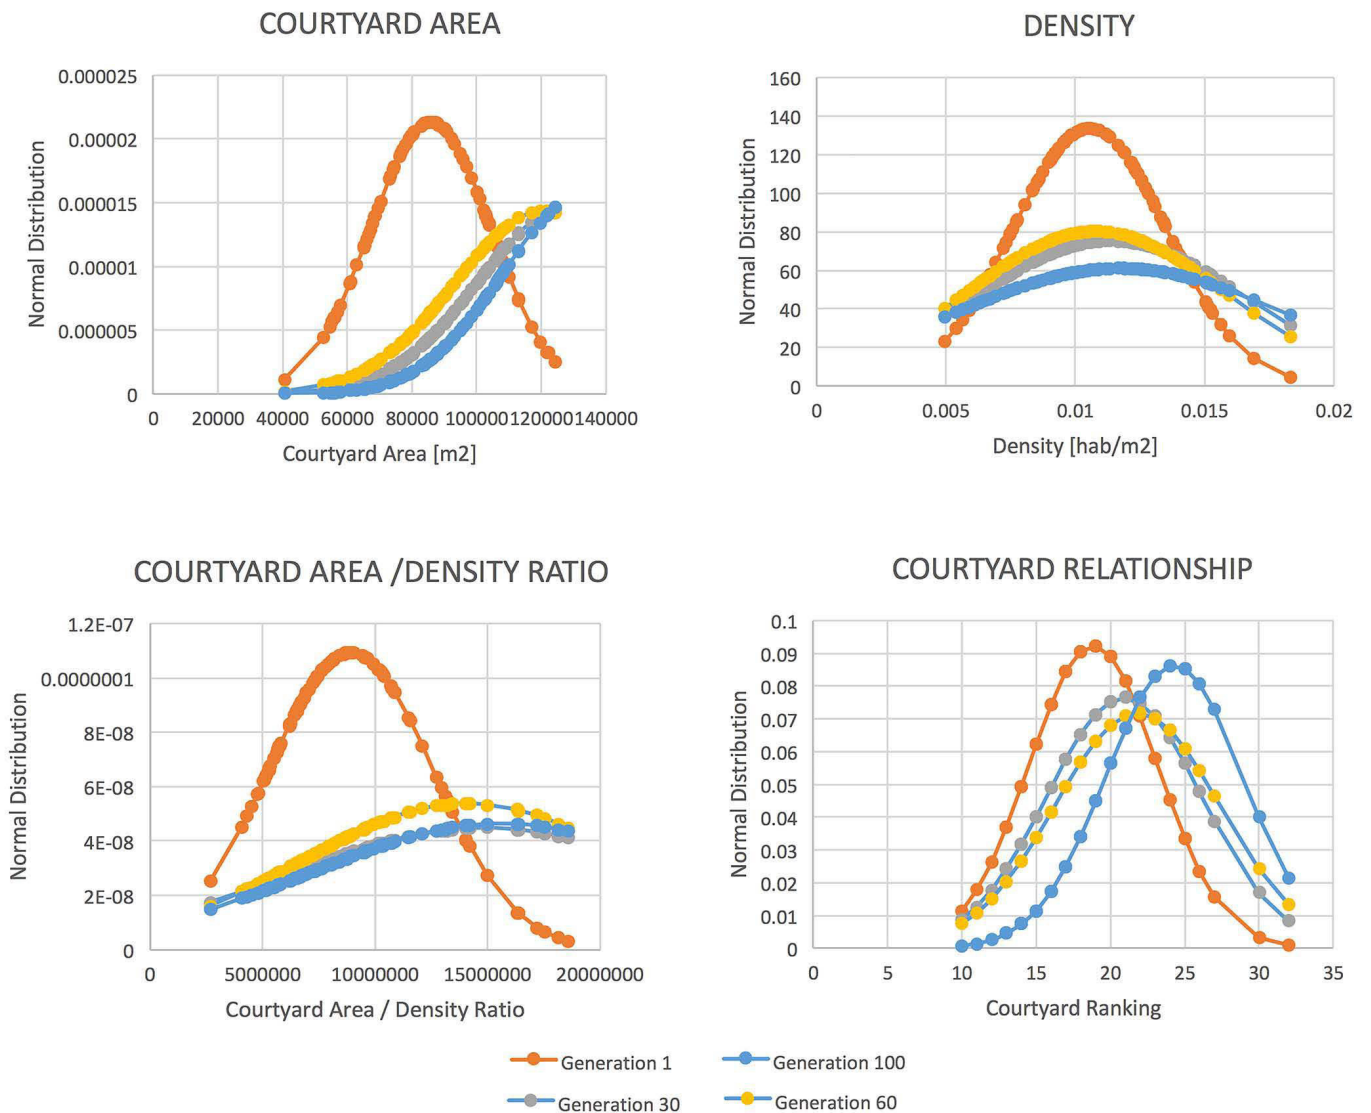 COURTYARD AREA
0.000025
0.00002
0.000015
0.00001
0.000005
0
Normal Distribution
0 20000 40000 60000 80000 100000 120000 140000
Courtyard Area [m2]
DENSITY
160
140
120
100
80
60
40
20
0
Normal Distribution
0 0.005 0.01 0.015 0.02
Density [hab/m2]
COURTYARD AREA /DENSITY RATIO
1.2E-07
0.0000001
8E-08
6E-08
4E-08
2E-08
0
Normal Distribution
0 5000000 10000000 15000000 20000000
Courtyard Area / Density Ratio
COURTYARD RELATIONSHIP
0.1
0.09
0.08
0.07
0.06
0.05
0.04
0.03
0.02
0.01
0
Normal Distribution
0 5 10 15 20 25 30 35
Courtyard Ranking
Generation 1 Generation 100
Generation 30 Generation 60